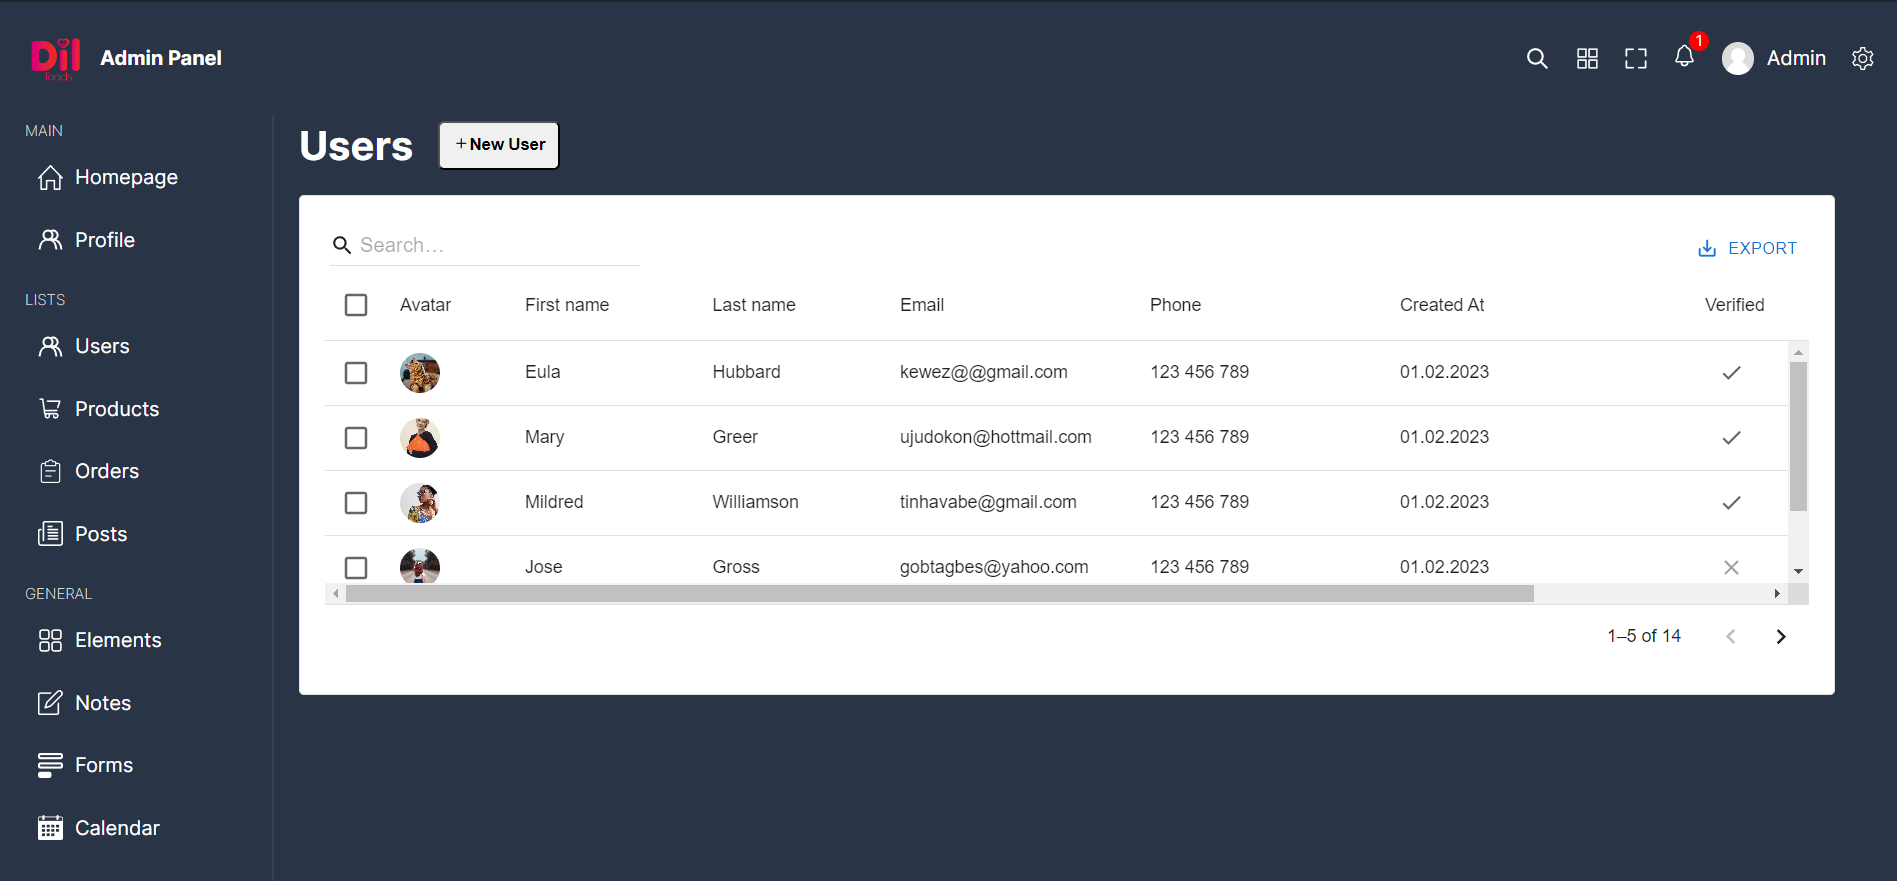 Dil
foods
Admin Panel
1
Admin
MAIN
Homepage
Profile
LISTS
Users
Products
Orders
Posts
GENERAL
Elements
Notes
Forms
Calendar
Users
+ New User
Search…
EXPORT
Avatar First name Last name Email Phone Created At Verified
Eula Hubbard kewez@@gmail.com 123 456 789 01.02.2023
Mary Greer ujudokon@hottmail.com 123 456 789 01.02.2023
Mildred Williamson tinhavabe@gmail.com 123 456 789 01.02.2023
Jose Gross gobtagbes@yahoo.com 123 456 789 01.02.2023
1–5 of 14